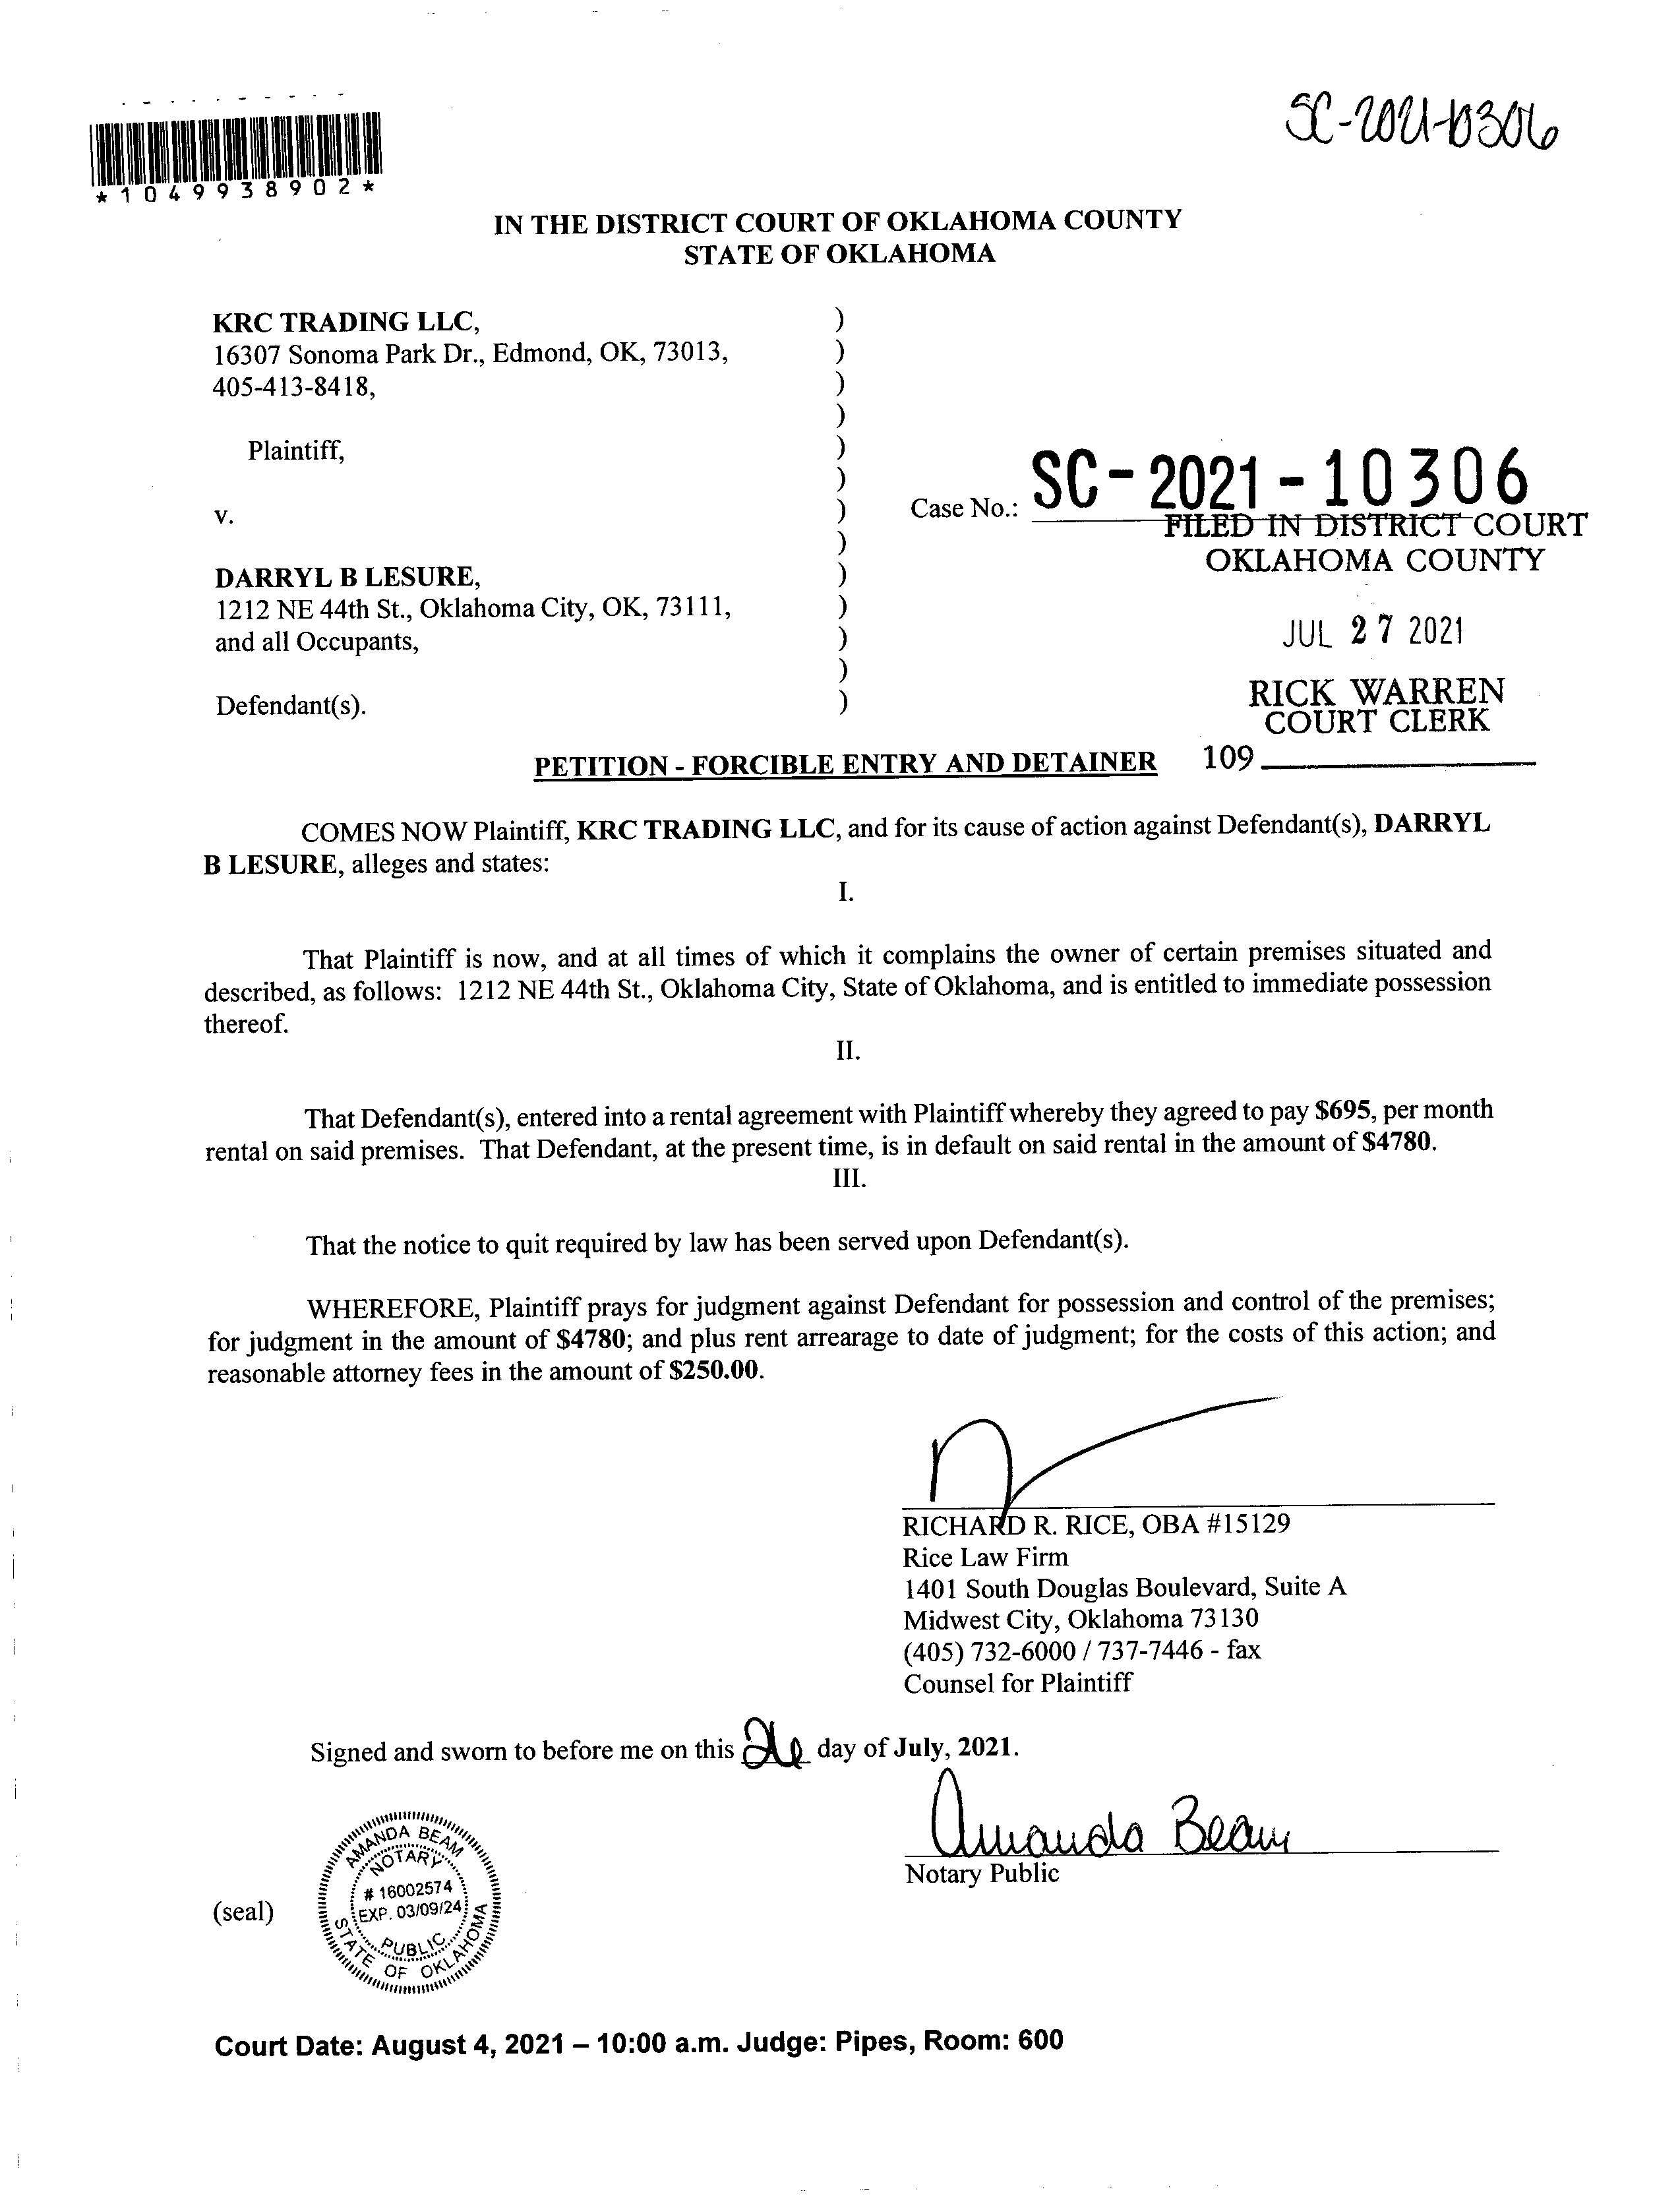 SC-2021-10306
*1049938902*
IN THE DISTRICT COURT OF OKLAHOMA COUNTY
STATE OF OKLAHOMA
KRC TRADING LLC, )
16307 Sonoma Park Dr., Edmond, OK, 73013, )
405-413-8418, )
)
Plaintiff, )
)
v. )
)
DARRYL B LESURE, )
1212 NE 44th St., Oklahoma City, OK, 73111, )
and all Occupants, )
)
Defendant(s). )
Case No.: SC-2021-10306
FILED IN DISTRICT COURT
OKLAHOMA COUNTY
JUL 27 2021
RICK WARREN
COURT CLERK
109
PETITION - FORCIBLE ENTRY AND DETAINER
COMES NOW Plaintiff, KRC TRADING LLC, and for its cause of action against Defendant(s), DARRYL
B LESURE, alleges and states:
I.
That Plaintiff is now, and at all times of which it complains the owner of certain premises situated and
described, as follows: 1212 NE 44th St., Oklahoma City, State of Oklahoma, and is entitled to immediate possession
thereof.
II.
That Defendant(s), entered into a rental agreement with Plaintiff whereby they agreed to pay $695, per month
rental on said premises. That Defendant, at the present time, is in default on said rental in the amount of $4780.
III.
That the notice to quit required by law has been served upon Defendant(s).
WHEREFORE, Plaintiff prays for judgment against Defendant for possession and control of the premises;
for judgment in the amount of $4780; and plus rent arrearage to date of judgment; for the costs of this action; and
reasonable attorney fees in the amount of $250.00.
RICHARD R. RICE, OBA #15129
Rice Law Firm
1401 South Douglas Boulevard, Suite A
Midwest City, Oklahoma 73130
(405) 732-6000 / 737-7446 - fax
Counsel for Plaintiff
Signed and sworn to before me on this 26 day of July, 2021.
Amanda Beam
Notary Public
(seal)
AMANDA BEAM
NOTARY
# 16002574
EXP. 03/09/24
PUBLIC
STATE OF OKLAHOMA
Court Date: August 4, 2021 – 10:00 a.m. Judge: Pipes, Room: 600